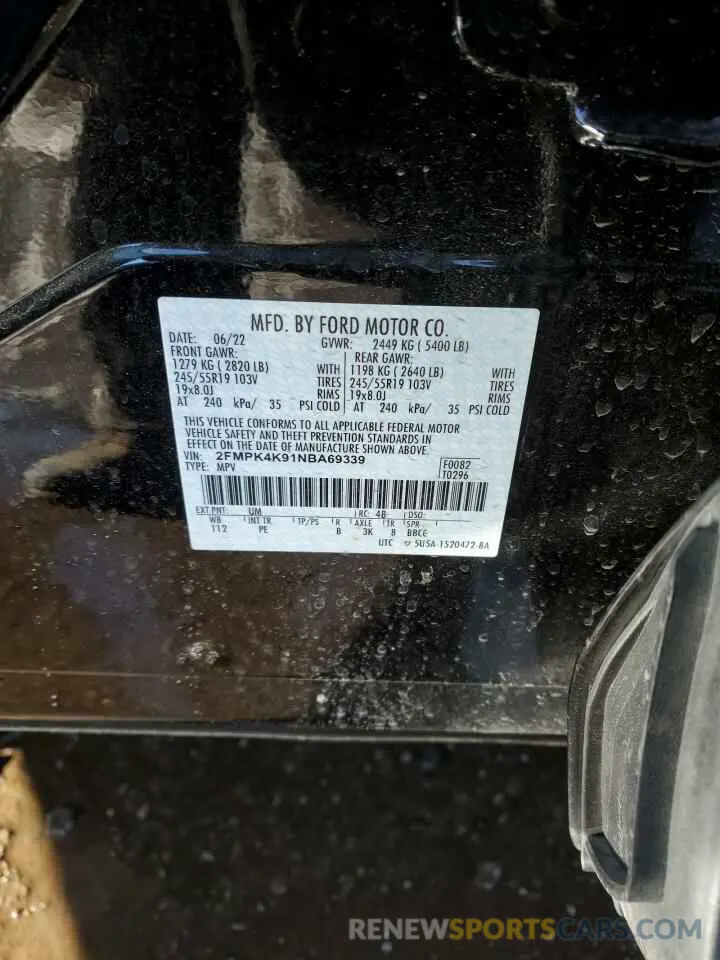 MFD. BY FORD MOTOR CO.
DATE: 06/22 GVWR: 2449 KG ( 5400 LB)
FRONT GAWR: REAR GAWR:
1279 KG ( 2820 LB) WITH 1198 KG ( 2640 LB) WITH
245/55R19 103V TIRES 245/55R19 103V TIRES
19x8.0J RIMS 19x8.0J RIMS
AT 240 kPa/ 35 PSI COLD AT 240 kPa/ 35 PSI COLD
THIS VEHICLE CONFORMS TO ALL APPLICABLE FEDERAL MOTOR
VEHICLE SAFETY AND THEFT PREVENTION STANDARDS IN
EFFECT ON THE DATE OF MANUFACTURE SHOWN ABOVE.
VIN: 2FMPK4K91NBA69339 F0082
TYPE: MPV T0296
EXT PNT: UM RC: 4B DSO:
WB INT TR TP/PS R AXLE TR SPR
112 PE B 3K 8 BBCE
UTC 5U5A-1520472-BA
RENEWSPORTSCARS.COM